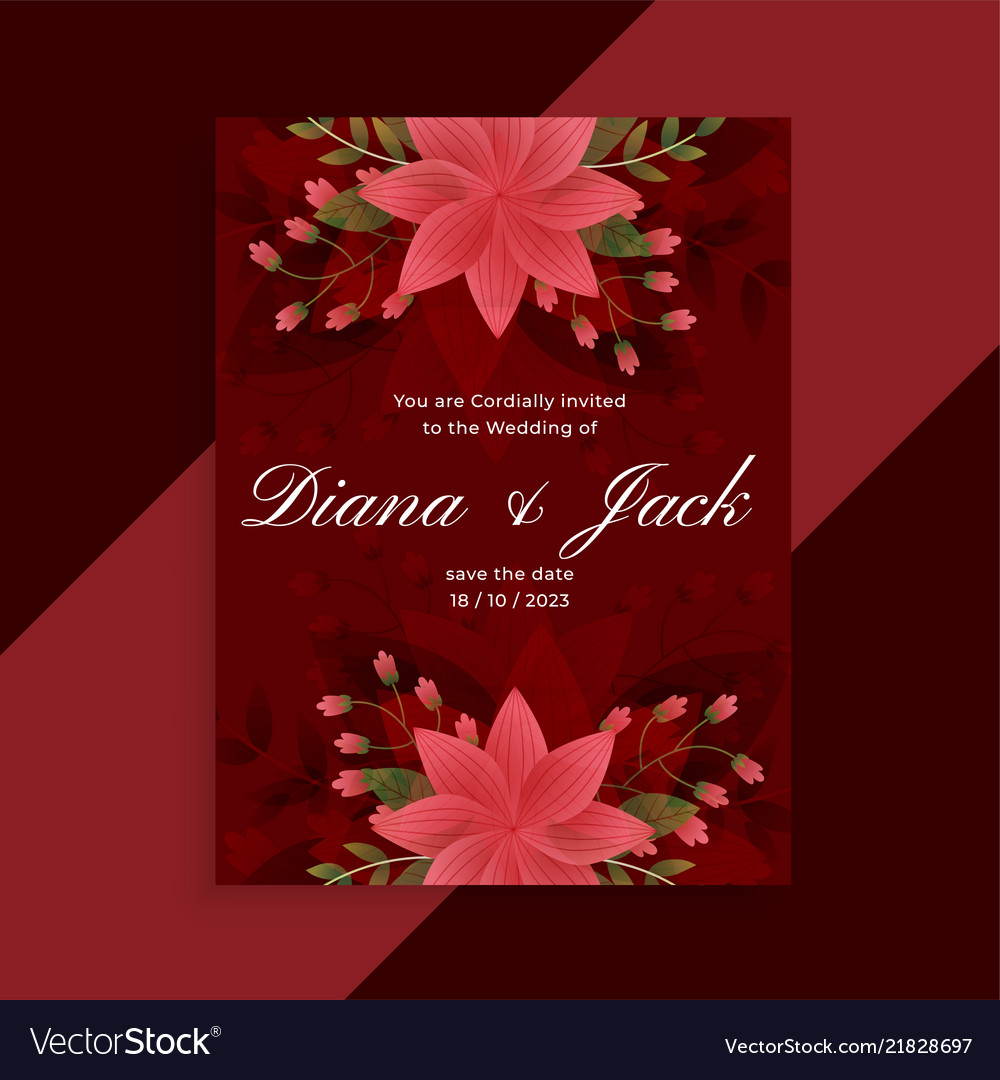 You are Cordially invited
to the Wedding of
Diana & Jack
save the date
18 / 10 / 2023
VectorStock®
VectorStock.com/21828697